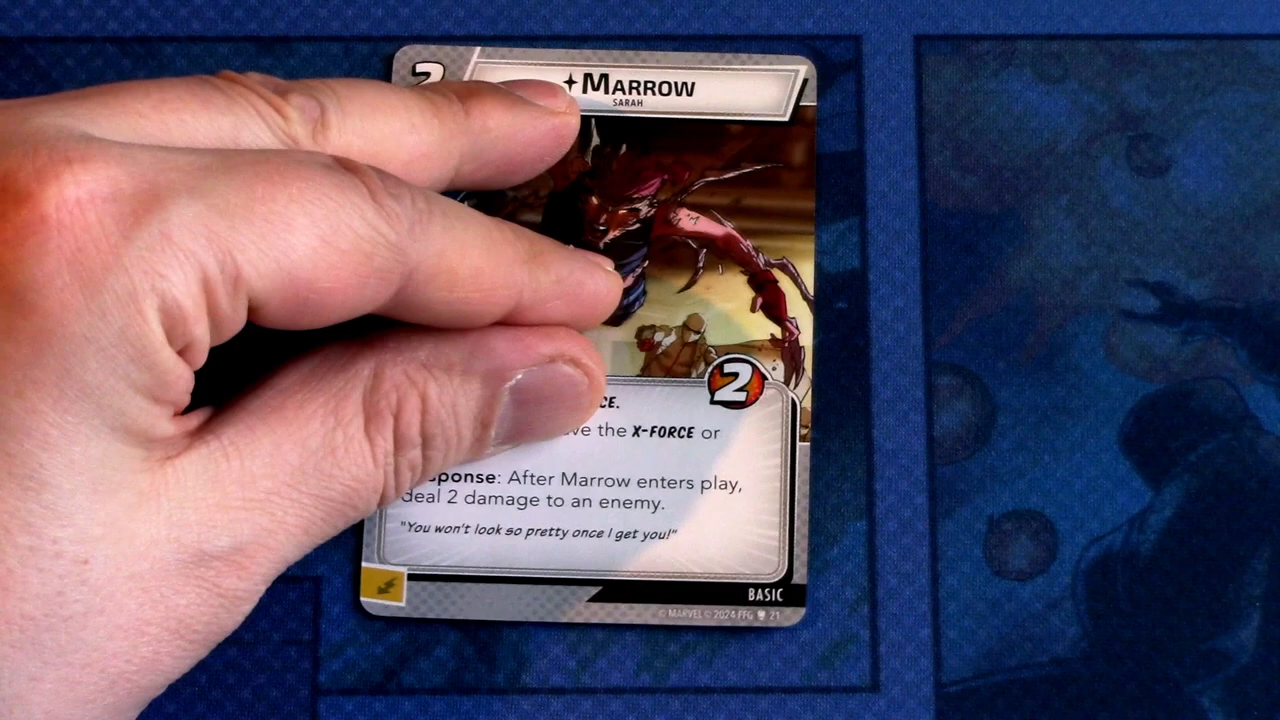 2
MARROW
SARAH
2
CE.
the X-FORCE or
sponse: After Marrow enters play,
deal 2 damage to an enemy.
"You won't look so pretty once I get you!"
BASIC
© MARVEL © 2024 FFG 21